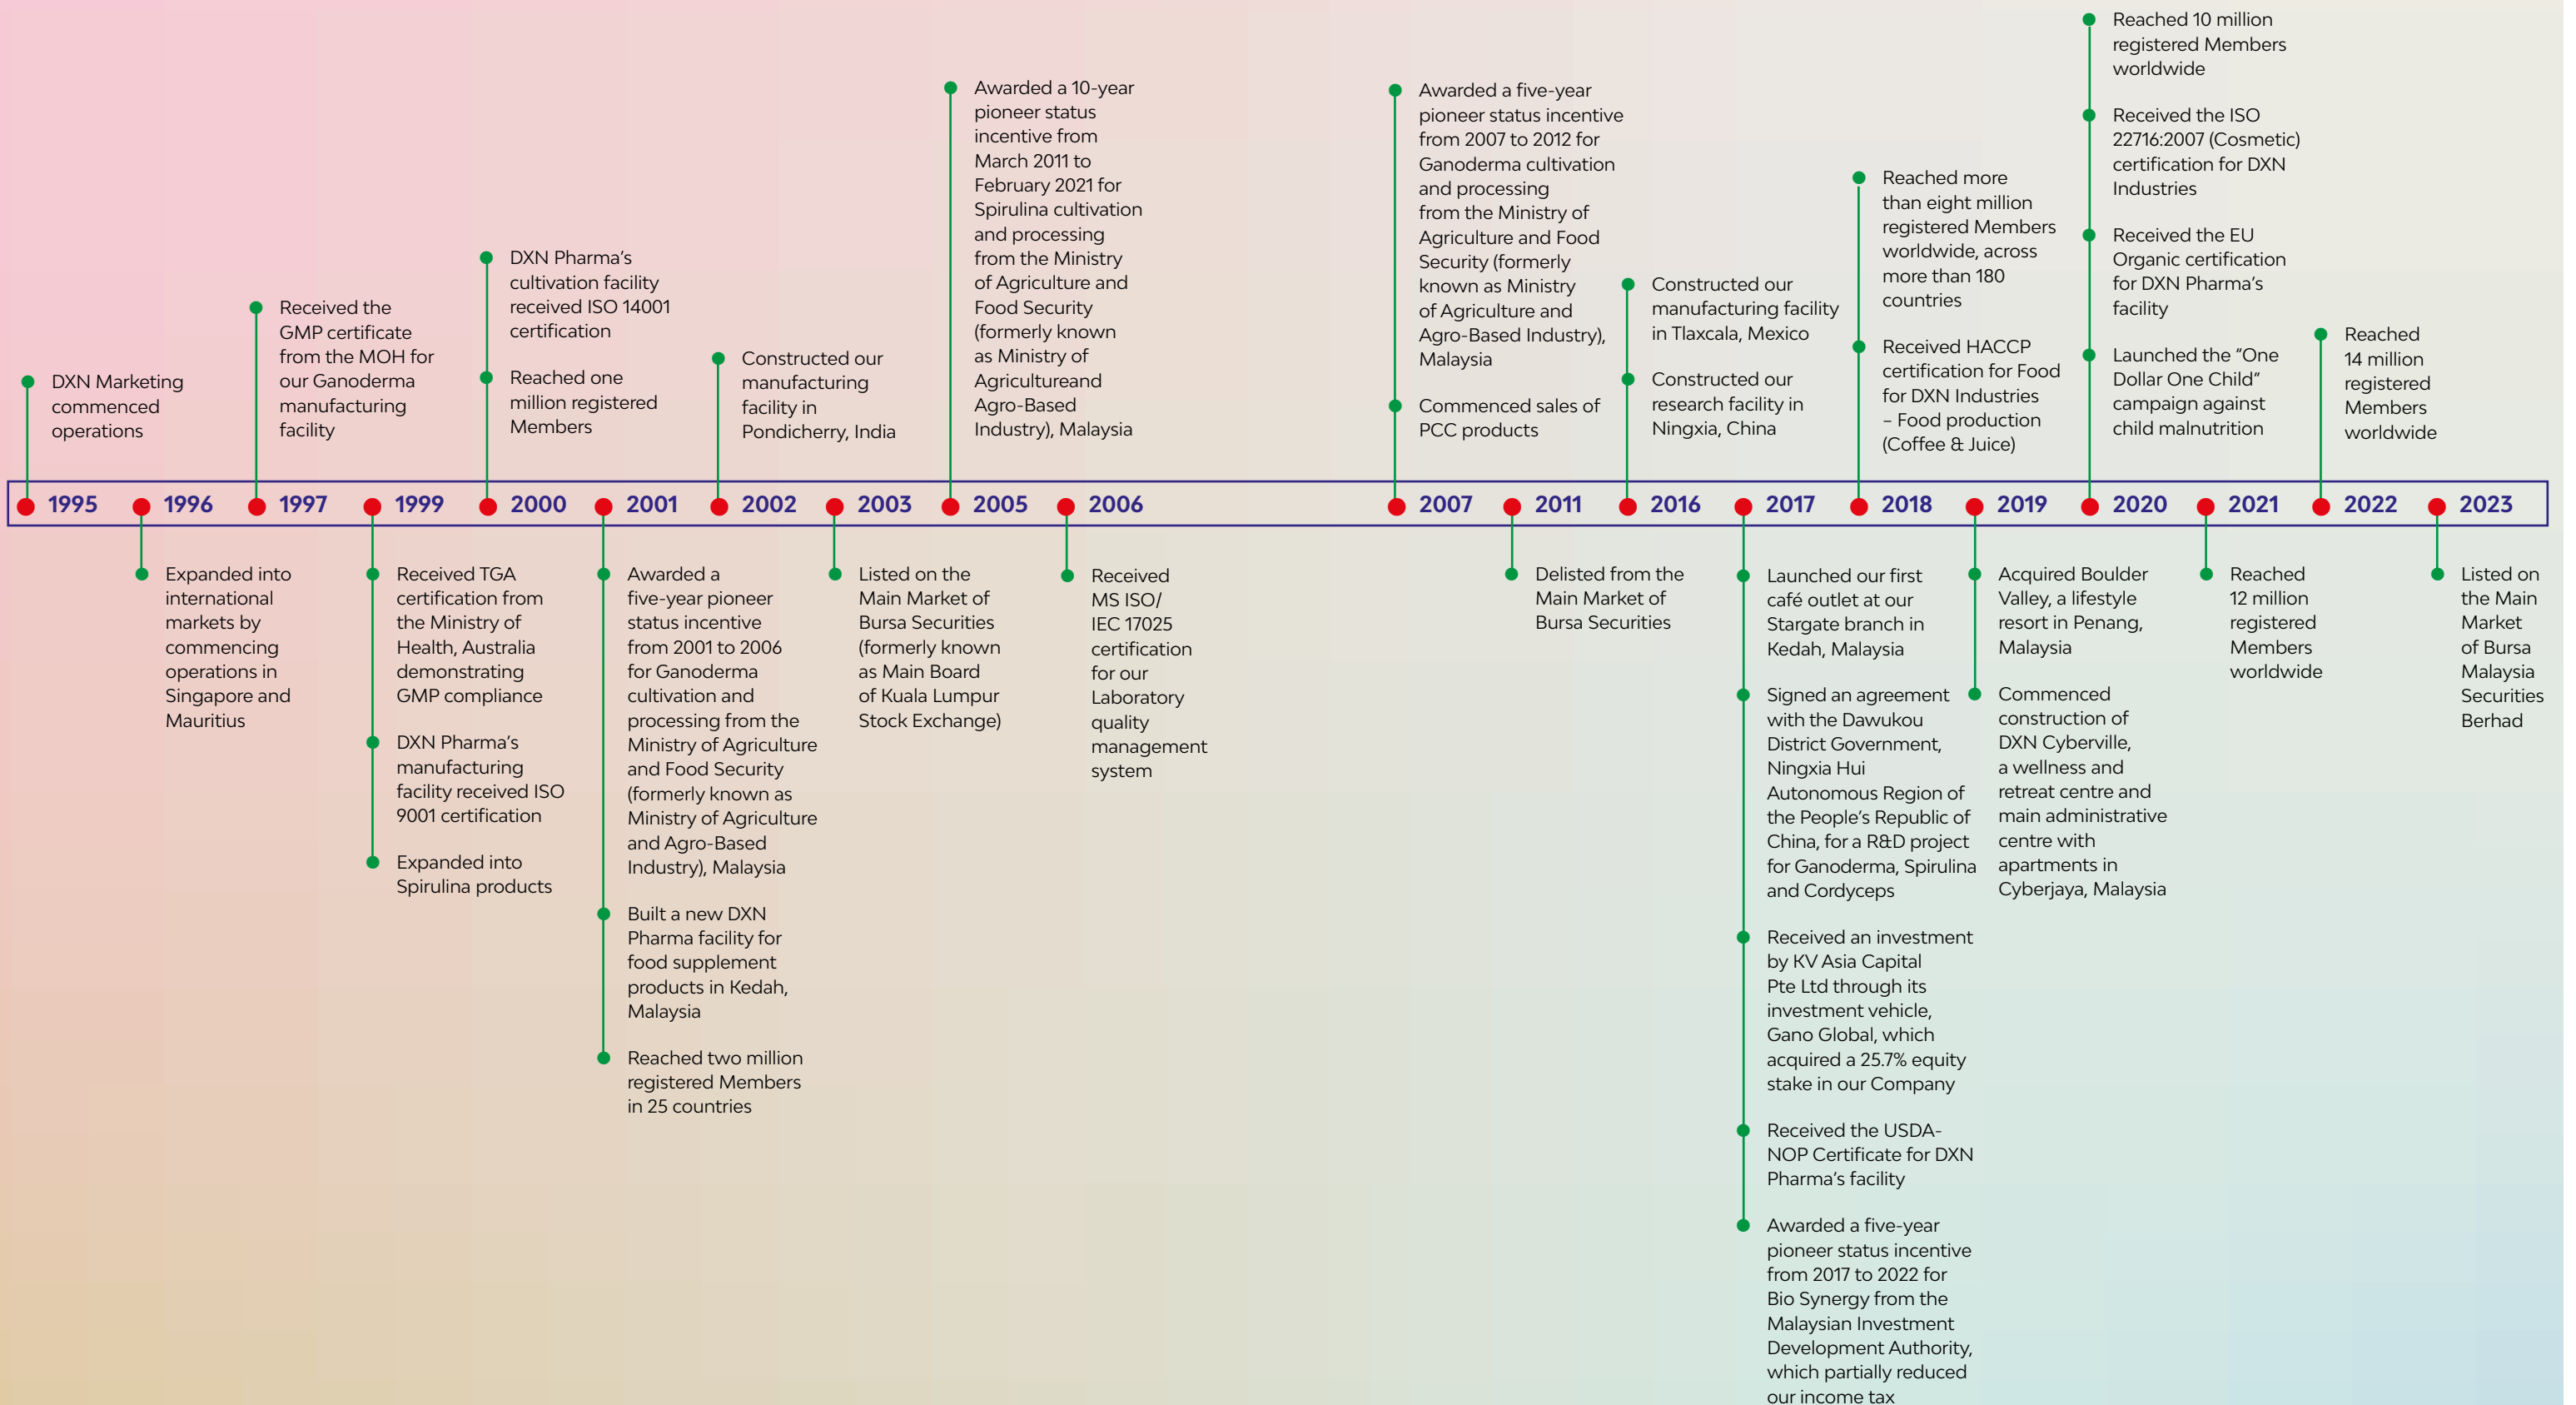 DXN Marketing
commenced
operations
Received the
GMP certificate
from the MOH for
our Ganoderma
manufacturing
facility
DXN Pharma's
cultivation facility
received ISO 14001
certification
Reached one
million registered
Members
Constructed our
manufacturing
facility in
Pondicherry, India
Awarded a 10-year
pioneer status
incentive from
March 2011 to
February 2021 for
Spirulina cultivation
and processing
from the Ministry
of Agriculture and
Food Security
(formerly known
as Ministry of
Agricultureand
Agro-Based
Industry), Malaysia
Awarded a five-year
pioneer status incentive
from 2007 to 2012 for
Ganoderma cultivation
and processing
from the Ministry of
Agriculture and Food
Security (formerly
known as Ministry
of Agriculture and
Agro-Based Industry),
Malaysia
Commenced sales of
PCC products
Constructed our
manufacturing facility
in Tlaxcala, Mexico
Constructed our
research facility in
Ningxia, China
Reached more
than eight million
registered Members
worldwide, across
more than 180
countries
Received HACCP
certification for Food
for DXN Industries
– Food production
(Coffee & Juice)
Reached 10 million
registered Members
worldwide
Received the ISO
22716:2007 (Cosmetic)
certification for DXN
Industries
Received the EU
Organic certification
for DXN Pharma's
facility
Launched the “One
Dollar One Child”
campaign against
child malnutrition
Reached
14 million
registered
Members
worldwide
1995 1996 1997 1999 2000 2001 2002 2003 2005 2006 2007 2011 2016 2017 2018 2019 2020 2021 2022 2023
Expanded into
international
markets by
commencing
operations in
Singapore and
Mauritius
Received TGA
certification from
the Ministry of
Health, Australia
demonstrating
GMP compliance
DXN Pharma's
manufacturing
facility received ISO
9001 certification
Expanded into
Spirulina products
Awarded a
five-year pioneer
status incentive
from 2001 to 2006
for Ganoderma
cultivation and
processing from the
Ministry of Agriculture
and Food Security
(formerly known as
Ministry of Agriculture
and Agro-Based
Industry), Malaysia
Built a new DXN
Pharma facility for
food supplement
products in Kedah,
Malaysia
Reached two million
registered Members
in 25 countries
Listed on the
Main Market of
Bursa Securities
(formerly known
as Main Board
of Kuala Lumpur
Stock Exchange)
Received
MS ISO/
IEC 17025
certification
for our
Laboratory
quality
management
system
Delisted from the
Main Market of
Bursa Securities
Launched our first
café outlet at our
Stargate branch in
Kedah, Malaysia
Signed an agreement
with the Dawukou
District Government,
Ningxia Hui
Autonomous Region of
the People's Republic of
China, for a R&D project
for Ganoderma, Spirulina
and Cordyceps
Received an investment
by KV Asia Capital
Pte Ltd through its
investment vehicle,
Gano Global, which
acquired a 25.7% equity
stake in our Company
Received the USDA-
NOP Certificate for DXN
Pharma's facility
Awarded a five-year
pioneer status incentive
from 2017 to 2022 for
Bio Synergy from the
Malaysian Investment
Development Authority,
which partially reduced
our income tax
Acquired Boulder
Valley, a lifestyle
resort in Penang,
Malaysia
Commenced
construction of
DXN Cyberville,
a wellness and
retreat centre and
main administrative
centre with
apartments in
Cyberjaya, Malaysia
Reached
12 million
registered
Members
worldwide
Listed on
the Main
Market
of Bursa
Malaysia
Securities
Berhad